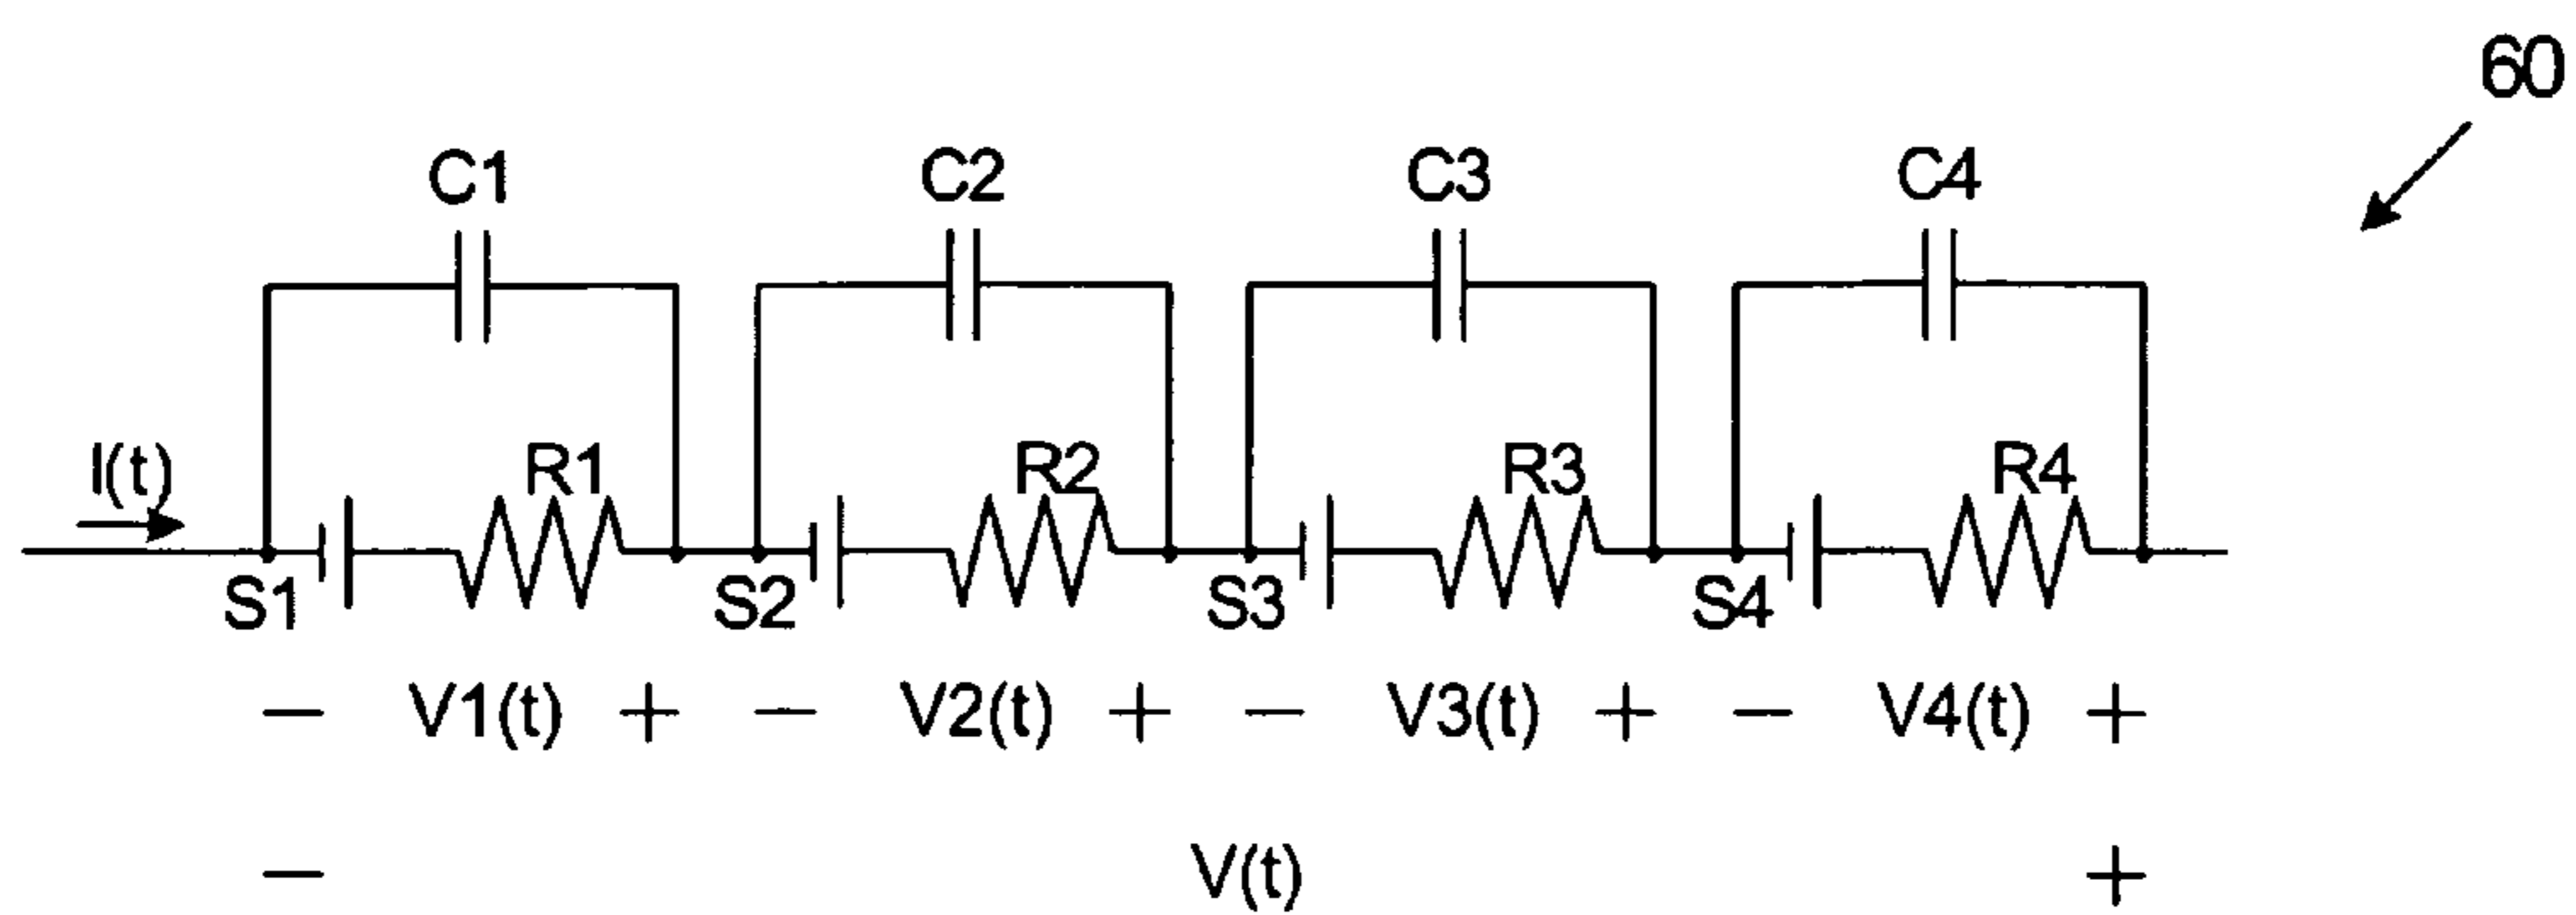 60
C1 C2 C3 C4
I(t) R1 R2 R3 R4
S1 S2 S3 S4
− V1(t) + − V2(t) + − V3(t) + − V4(t) +
− V(t) +